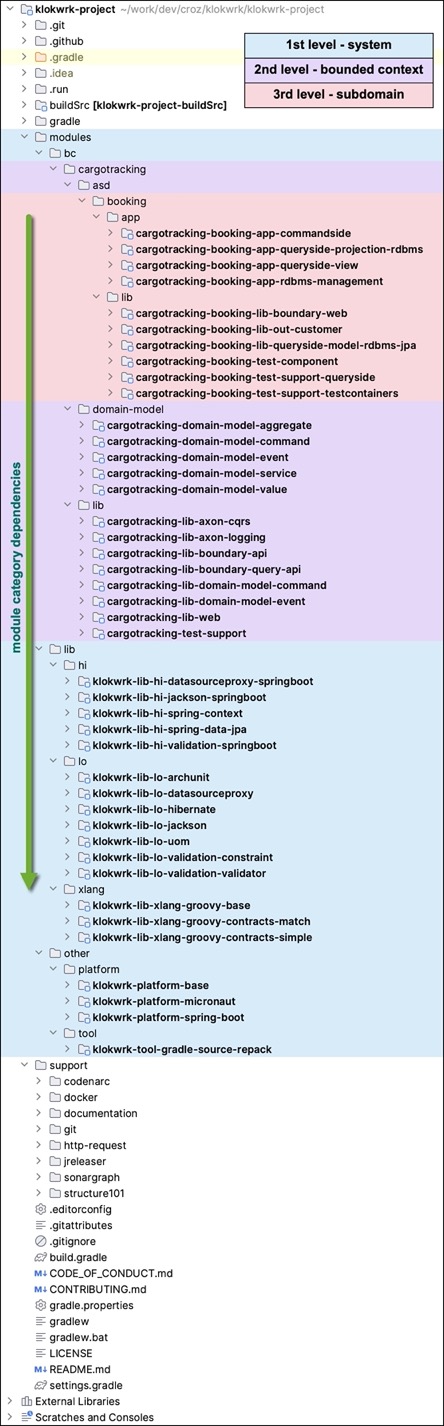 klokwrk-project ~/work/dev/croz/klokwrk/klokwrk-project
.git
.github
.gradle
.idea
.run
buildSrc [klokwrk-project-buildSrc]
gradle
modules
bc
cargotracking
asd
booking
app
cargotracking-booking-app-commandside
cargotracking-booking-app-queryside-projection-rdbms
cargotracking-booking-app-queryside-view
cargotracking-booking-app-rdbms-management
lib
cargotracking-booking-lib-boundary-web
cargotracking-booking-lib-out-customer
cargotracking-booking-lib-queryside-model-rdbms-jpa
cargotracking-booking-test-component
cargotracking-booking-test-support-queryside
cargotracking-booking-test-support-testcontainers
domain-model
cargotracking-domain-model-aggregate
cargotracking-domain-model-command
cargotracking-domain-model-event
cargotracking-domain-model-service
cargotracking-domain-model-value
lib
cargotracking-lib-axon-cqrs
cargotracking-lib-axon-logging
cargotracking-lib-boundary-api
cargotracking-lib-boundary-query-api
cargotracking-lib-domain-model-command
cargotracking-lib-domain-model-event
cargotracking-lib-web
cargotracking-test-support
lib
hi
klokwrk-lib-hi-datasourceproxy-springboot
klokwrk-lib-hi-jackson-springboot
klokwrk-lib-hi-spring-context
klokwrk-lib-hi-spring-data-jpa
klokwrk-lib-hi-validation-springboot
lo
klokwrk-lib-lo-archunit
klokwrk-lib-lo-datasourceproxy
klokwrk-lib-lo-hibernate
klokwrk-lib-lo-jackson
klokwrk-lib-lo-uom
klokwrk-lib-lo-validation-constraint
klokwrk-lib-lo-validation-validator
xlang
klokwrk-lib-xlang-groovy-base
klokwrk-lib-xlang-groovy-contracts-match
klokwrk-lib-xlang-groovy-contracts-simple
other
platform
klokwrk-platform-base
klokwrk-platform-micronaut
klokwrk-platform-spring-boot
tool
klokwrk-tool-gradle-source-repack
support
codenarc
docker
documentation
git
http-request
jreleaser
sonargraph
structure101
.editorconfig
.gitattributes
.gitignore
build.gradle
CODE_OF_CONDUCT.md
CONTRIBUTING.md
gradle.properties
gradlew
gradlew.bat
LICENSE
README.md
settings.gradle
External Libraries
Scratches and Consoles
1st level - system
2nd level - bounded context
3rd level - subdomain
module category dependencies